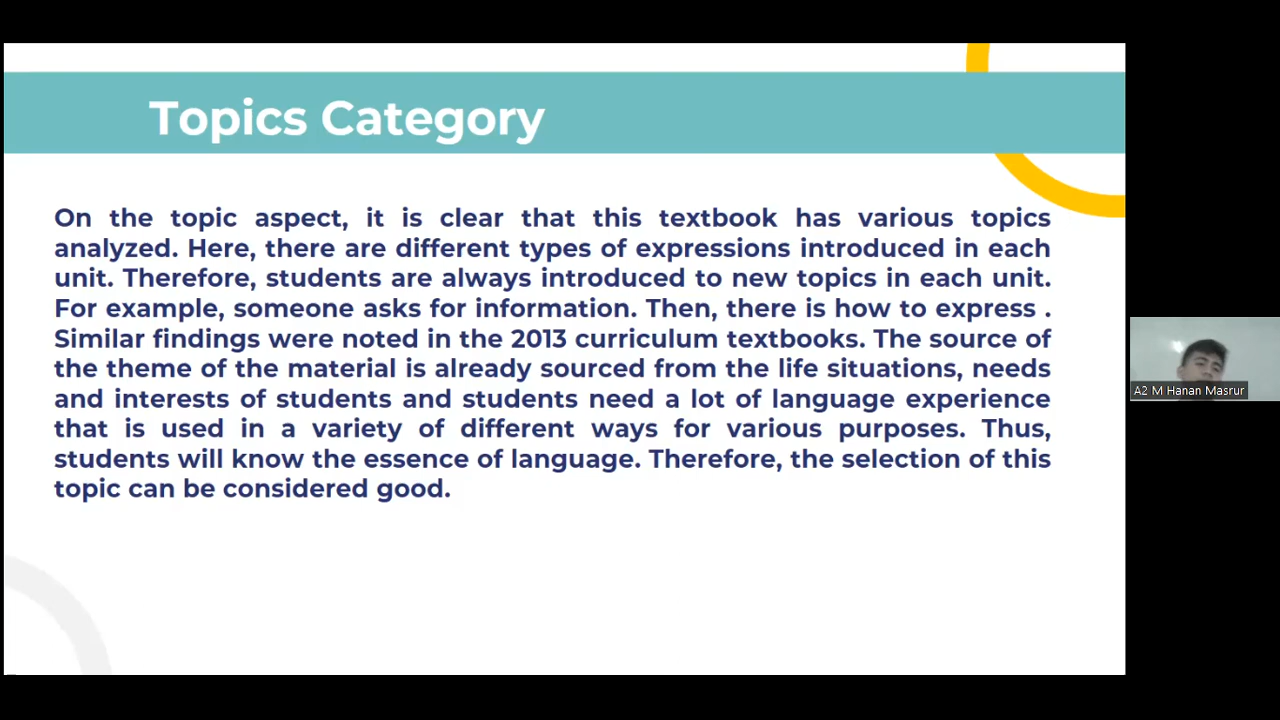 Topics Category
On the topic aspect, it is clear that this textbook has various topics
analyzed. Here, there are different types of expressions introduced in each
unit. Therefore, students are always introduced to new topics in each unit.
For example, someone asks for information. Then, there is how to express .
Similar findings were noted in the 2013 curriculum textbooks. The source of
the theme of the material is already sourced from the life situations, needs
and interests of students and students need a lot of language experience
that is used in a variety of different ways for various purposes. Thus,
students will know the essence of language. Therefore, the selection of this
topic can be considered good.
A2 M Hanan Masrur